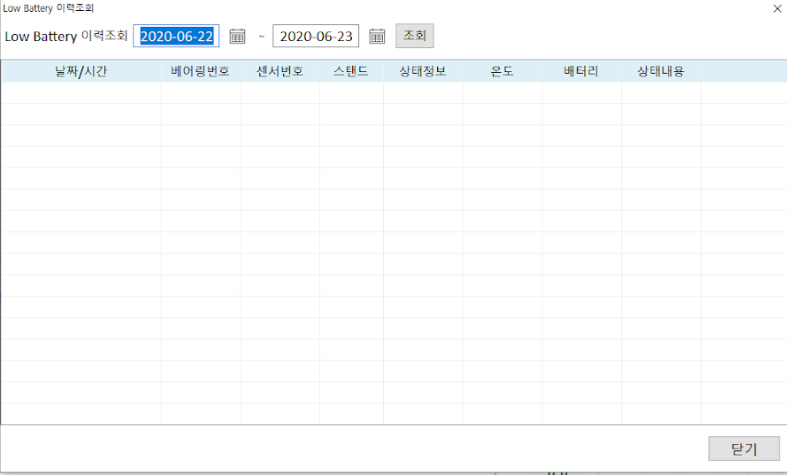 Low Battery 이력조회
Low Battery 이력조회 2020-06-22 ~ 2020-06-23 조회
날짜/시간 베어링번호 센서번호 스탠드 상태정보 온도 배터리 상태내용
닫기